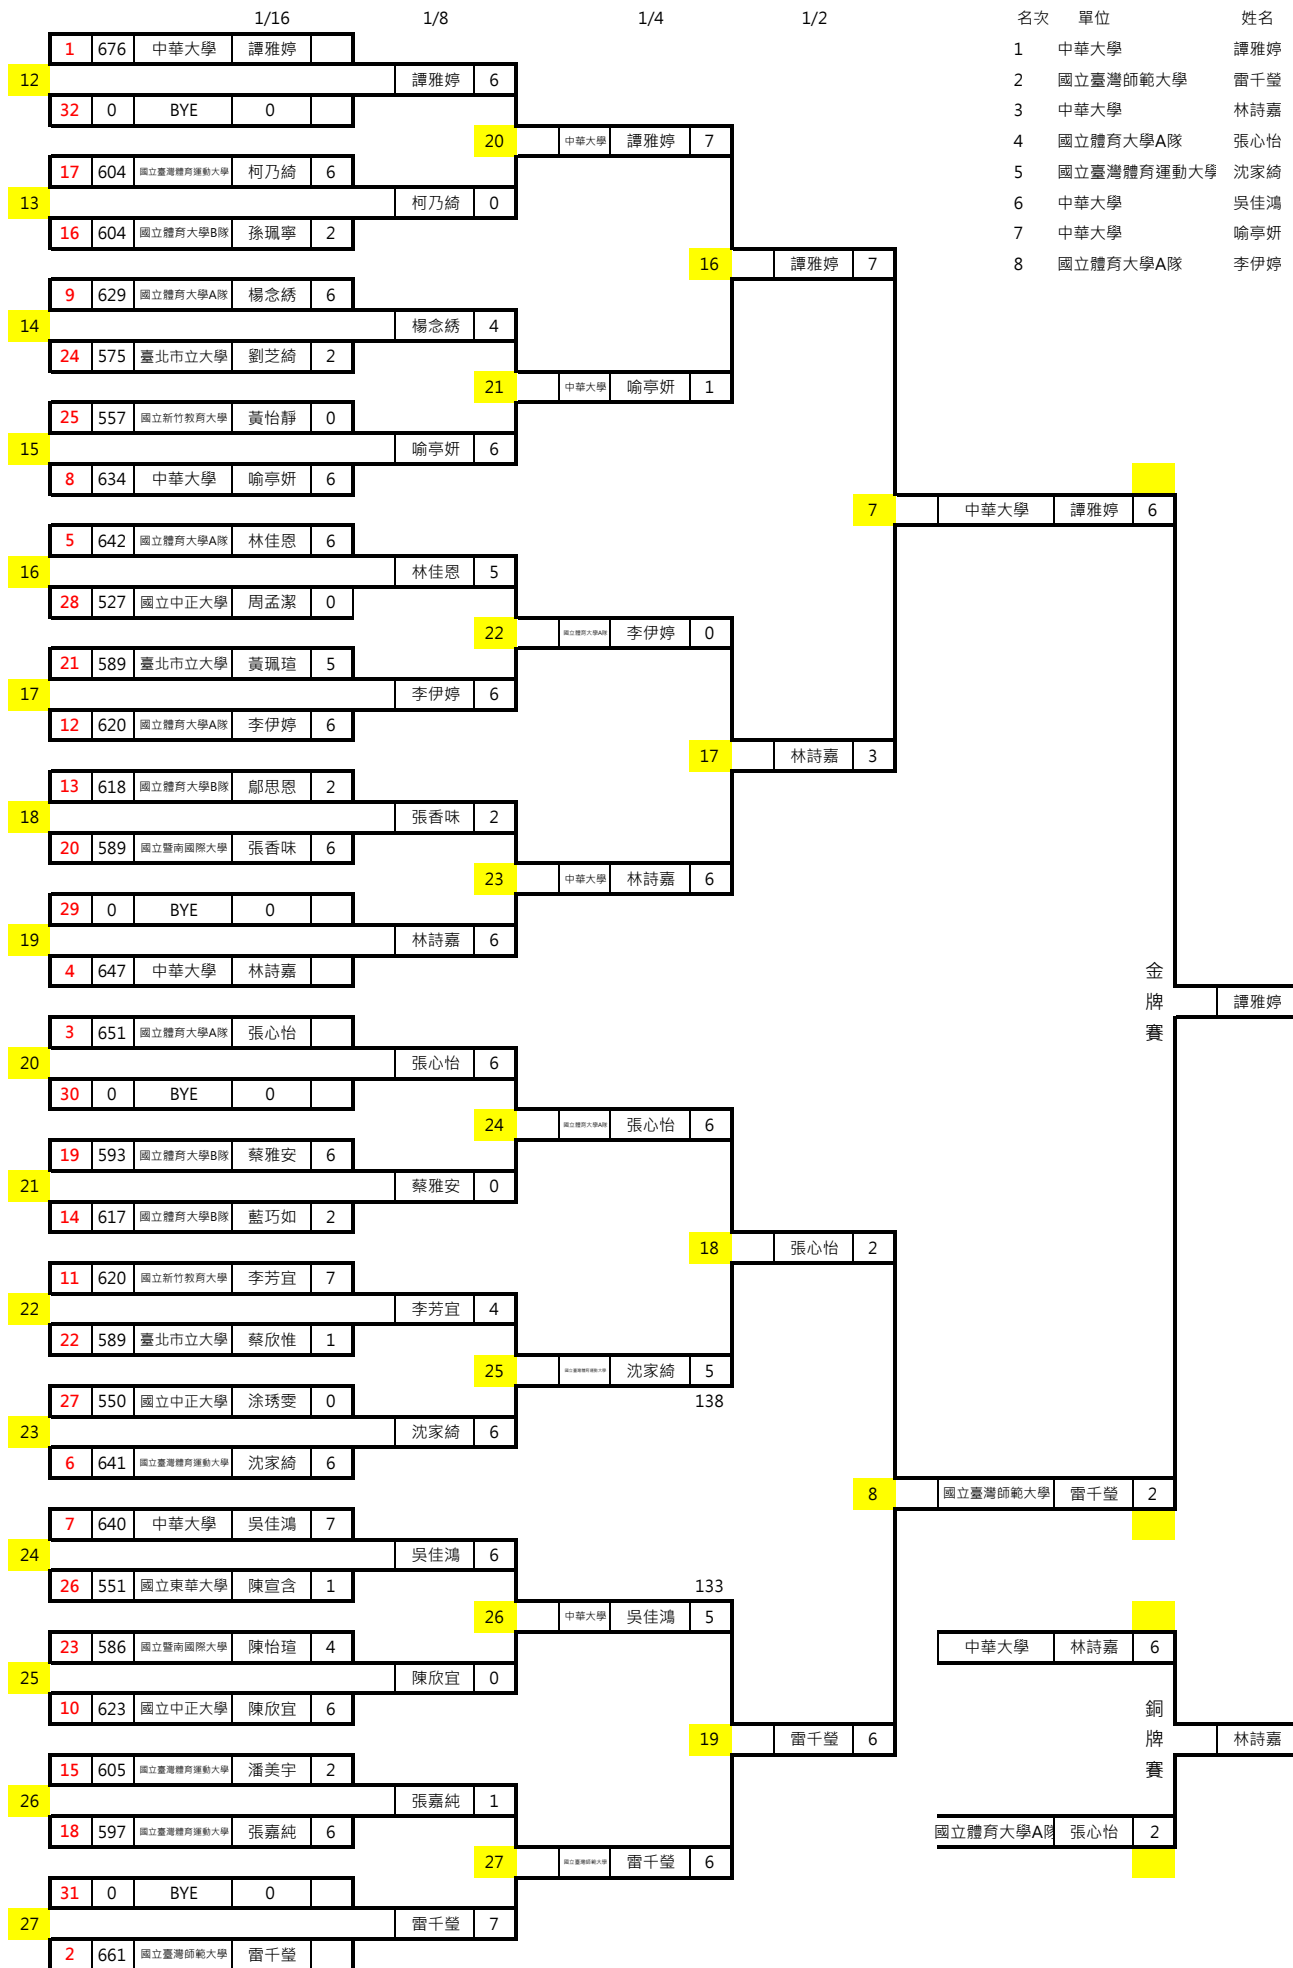 1/16 1/8 1/4 1/2 名次 單位 姓名
1 676 中華大學 譚雅婷 1 中華大學 譚雅婷
12 譚雅婷 6 2 國立臺灣師範大學 雷千瑩
32 0 BYE 0 3 中華大學 林詩嘉
20 中華大學 譚雅婷 7 4 國立體育大學A隊 張心怡
17 604 國立臺灣體育運動大學 柯乃綺 6 5 國立臺灣體育運動大學 沈家綺
13 柯乃綺 0 6 中華大學 吳佳鴻
16 604 國立體育大學B隊 孫珮寧 2 7 中華大學 喻亭妍
16 譚雅婷 7 8 國立體育大學A隊 李伊婷
9 629 國立體育大學A隊 楊念綉 6
14 楊念綉 4
24 575 臺北市立大學 劉芝綺 2
21 中華大學 喻亭妍 1
25 557 國立新竹教育大學 黃怡靜 0
15 喻亭妍 6
8 634 中華大學 喻亭妍 6
7 中華大學 譚雅婷 6
5 642 國立體育大學A隊 林佳恩 6
16 林佳恩 5
28 527 國立中正大學 周孟潔 0
22 國立體育大學A隊 李伊婷 0
21 589 臺北市立大學 黃珮瑄 5
17 李伊婷 6
12 620 國立體育大學A隊 李伊婷 6
17 林詩嘉 3
13 618 國立體育大學B隊 鄔思恩 2
18 張香味 2
20 589 國立暨南國際大學 張香味 6
23 中華大學 林詩嘉 6
29 0 BYE 0
19 林詩嘉 6
4 647 中華大學 林詩嘉
金牌賽 譚雅婷
3 651 國立體育大學A隊 張心怡
20 張心怡 6
30 0 BYE 0
24 國立體育大學A隊 張心怡 6
19 593 國立體育大學B隊 蔡雅安 6
21 蔡雅安 0
14 617 國立體育大學B隊 藍巧如 2
18 張心怡 2
11 620 國立新竹教育大學 李芳宜 7
22 李芳宜 4
22 589 臺北市立大學 蔡欣惟 1
25 國立臺灣體育運動大學 沈家綺 5
27 550 國立中正大學 涂琇雯 0 138
23 沈家綺 6
6 641 國立臺灣體育運動大學 沈家綺 6
8 國立臺灣師範大學 雷千瑩 2
7 640 中華大學 吳佳鴻 7
24 吳佳鴻 6
26 551 國立東華大學 陳宣含 1 133
26 中華大學 吳佳鴻 5
23 586 國立暨南國際大學 陳怡瑄 4 中華大學 林詩嘉 6
25 陳欣宜 0
10 623 國立中正大學 陳欣宜 6
19 雷千瑩 6 銅牌賽 林詩嘉
15 605 國立臺灣體育運動大學 潘美宇 2
26 張嘉純 1
18 597 國立臺灣體育運動大學 張嘉純 6 國立體育大學A隊 張心怡 2
27 國立臺灣師範大學 雷千瑩 6
31 0 BYE 0
27 雷千瑩 7
2 661 國立臺灣師範大學 雷千瑩